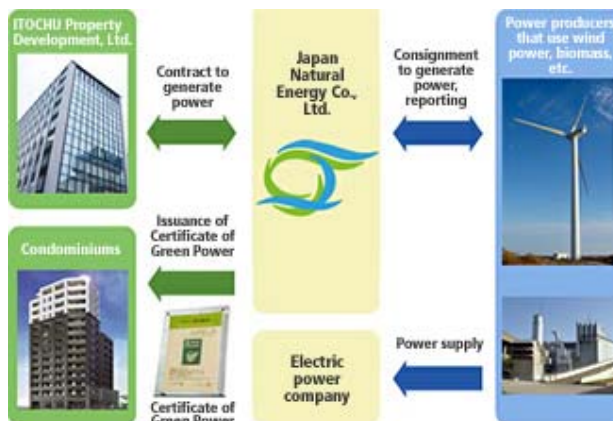 ITOCHU Property
Development, Ltd.
Contract to
generate
power
Japan
Natural
Energy Co.,
Ltd.
Consignment
to generate
power,
reporting
Power producers
that use wind
power, biomass,
etc.
Issuance of
Certificate of
Green Power
Condominiums
Certificate of
Green Power
Electric
power
company
Power supply